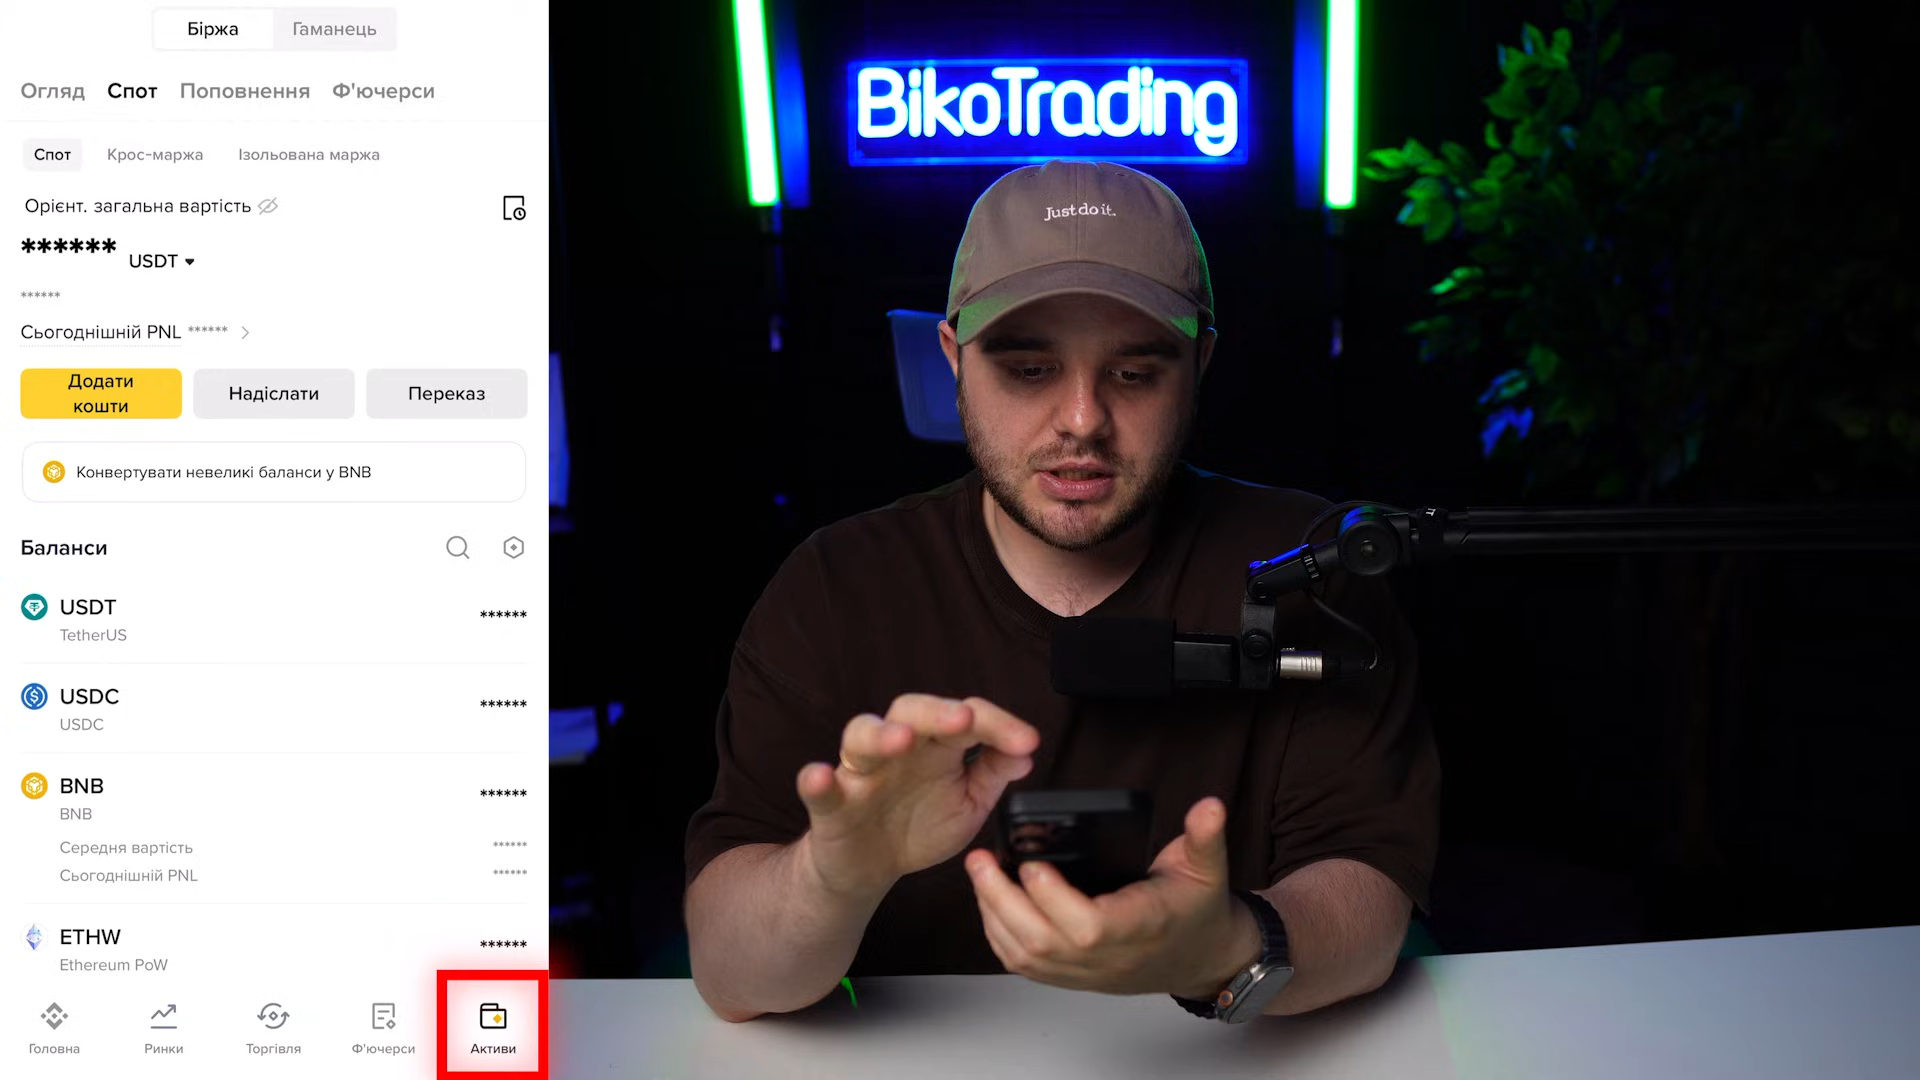 Біржа
Гаманець
Огляд
Спот
Поповнення
Ф'ючерси
Спот
Крос-маржа
Ізольована маржа
Орієнт. загальна вартість
******
USDT
******
Сьогоднішній PNL ******
Додати
кошти
Надіслати
Переказ
Конвертувати невеликі баланси у BNB
Баланси
USDT
******
TetherUS
USDC
******
USDC
BNB
******
BNB
Середня вартість
******
Сьогоднішній PNL
******
ETHW
******
Ethereum PoW
Головна
Ринки
Торгівля
Ф'ючерси
Активи
BikoTrading
Just do it.